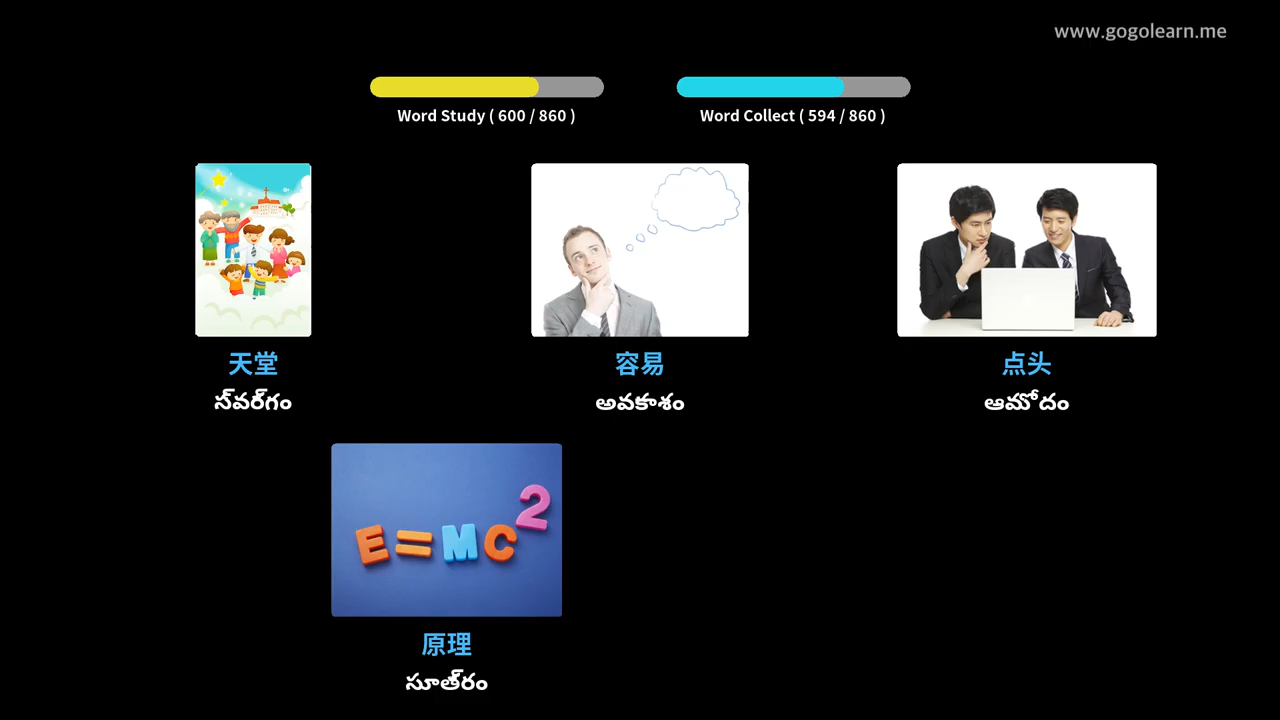 www.gogolearn.me
Word Study ( 600 / 860 )
Word Collect ( 594 / 860 )
天堂
స్‌వర్‌గం
容易
అవకాశం
点头
ఆమోదం
E=MC2
原理
సూత్‌రం